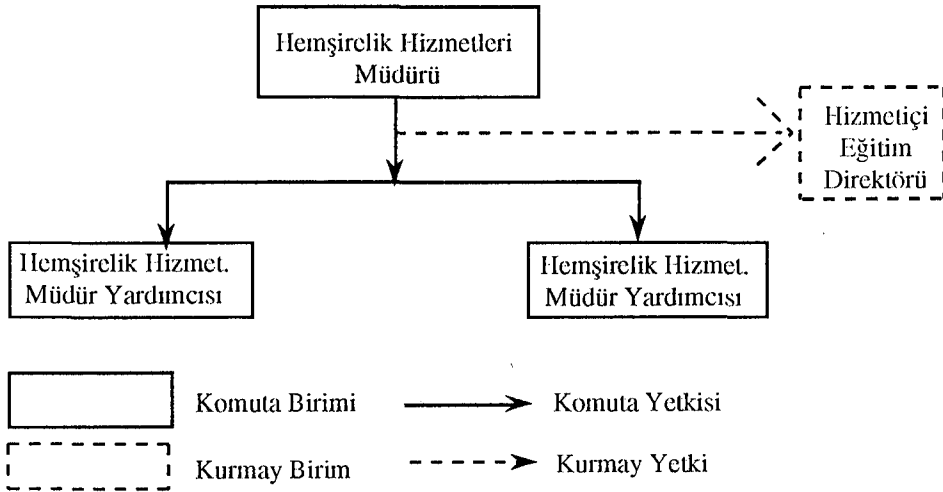 Hemşirelik Hizmetleri
Müdürü
Hizmetiçi
Eğitim
Direktörü
Hemşirelik Hizmet.
Müdür Yardımcısı
Hemşirelik Hizmet.
Müdür Yardımcısı
Komuta Birimi
Komuta Yetkisi
Kurmay Birim
Kurmay Yetki